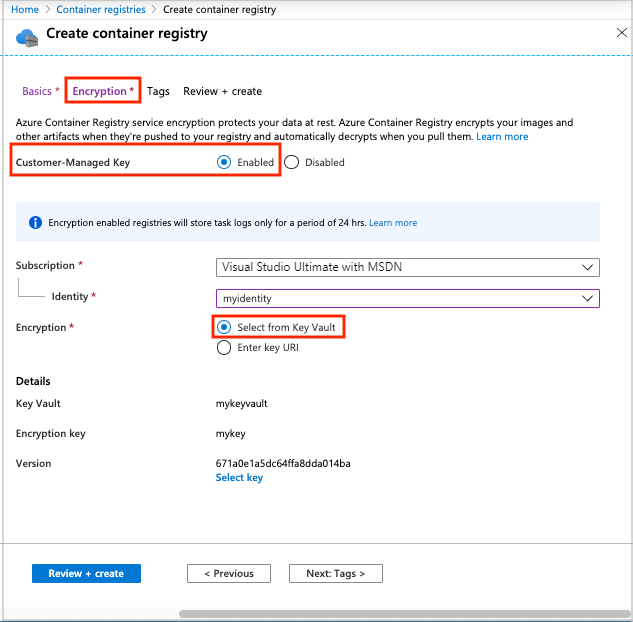 Home > Container registries > Create container registry
Create container registry
Basics * Encryption * Tags Review + create
Azure Container Registry service encryption protects your data at rest. Azure Container Registry encrypts your images and
other artifacts when they're pushed to your registry and automatically decrypts when you pull them. Learn more
Customer-Managed Key Enabled Disabled
Encryption enabled registries will store task logs only for a period of 24 hrs. Learn more
Subscription * Visual Studio Ultimate with MSDN
Identity * myidentity
Encryption * Select from Key Vault
Enter key URI
Details
Key Vault mykeyvault
Encryption key mykey
Version 671a0e1a5dc64ffa8dda014ba
Select key
Review + create < Previous Next: Tags >